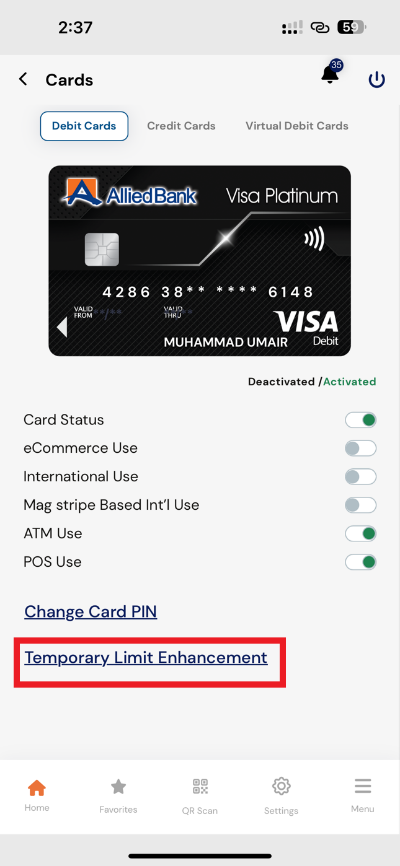 2:37
59
Cards
35
Debit Cards
Credit Cards
Virtual Debit Cards
AlliedBank
Visa Platinum
4286 38** **** 6148
VALID FROM **/**
VALID THRU
VISA
Debit
MUHAMMAD UMAIR
Deactivated /Activated
Card Status
eCommerce Use
International Use
Mag stripe Based Int'l Use
ATM Use
POS Use
Change Card PIN
Temporary Limit Enhancement
Home
Favorites
QR Scan
Settings
Menu